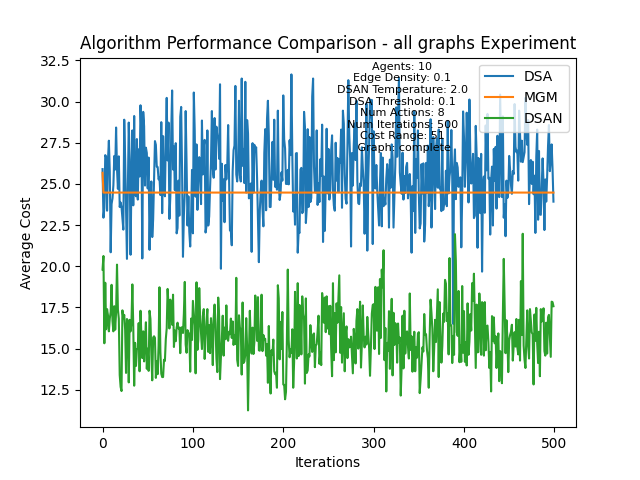 Algorithm Performance Comparison - all graphs Experiment
Agents: 10
Edge Density: 0.1
DSAN Temperature: 2.0
DSA Threshold: 0.1
Num Actions: 8
Num Iterations: 500
Cost Range: 51
Graph: complete
DSA
MGM
DSAN
Average Cost
32.5
30.0
27.5
25.0
22.5
20.0
17.5
15.0
12.5
0
100
200
300
400
500
Iterations